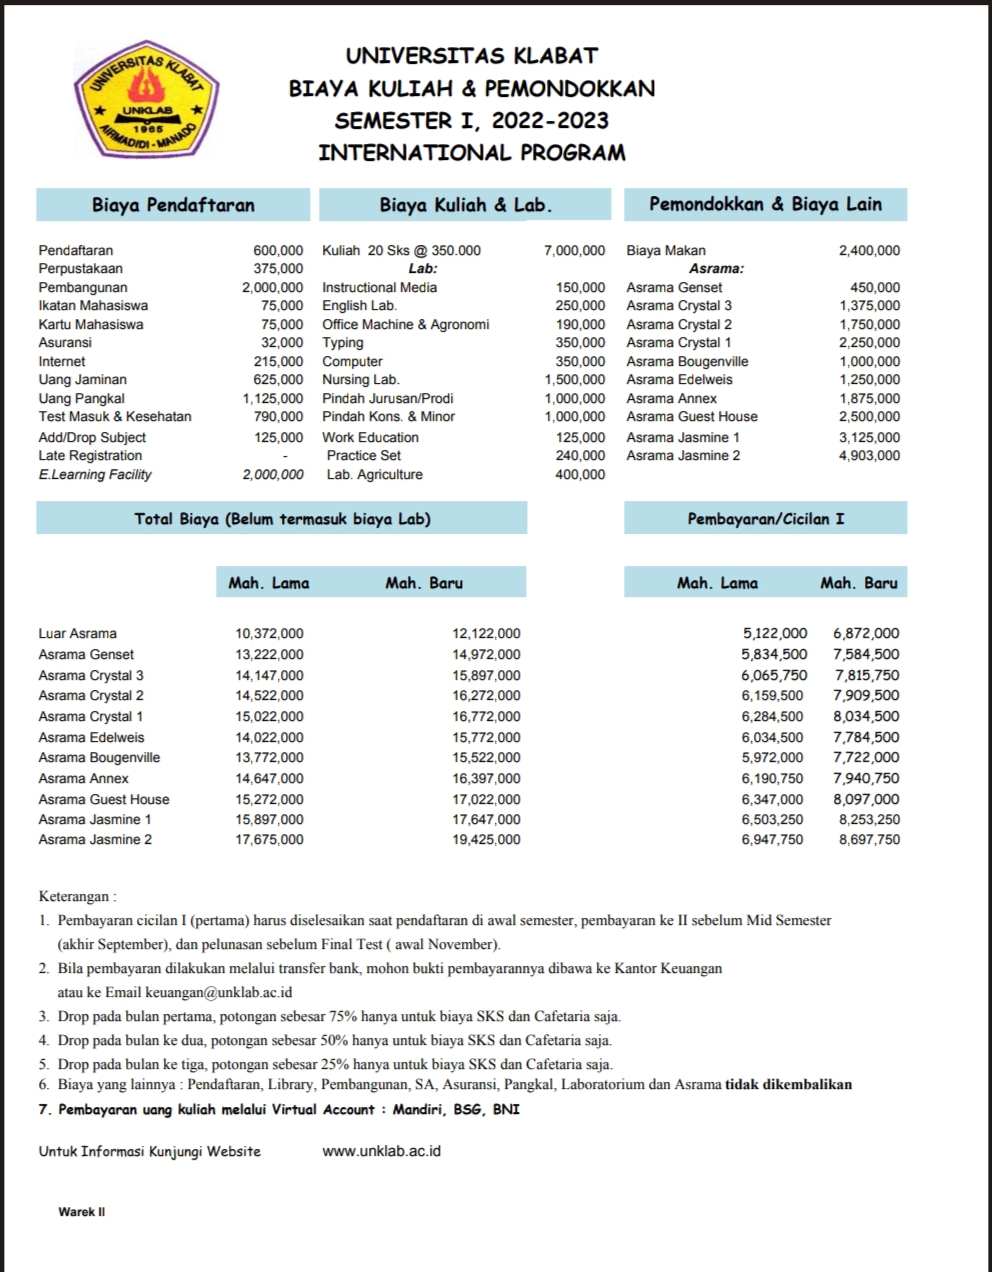 UNIVERSITAS KLABAT
UNKLAB
1965
AIRMADIDI - MANADO
UNIVERSITAS KLABAT
BIAYA KULIAH & PEMONDOKKAN
SEMESTER I, 2022-2023
INTERNATIONAL PROGRAM
Biaya Pendaftaran Biaya Kuliah & Lab. Pemondokkan & Biaya Lain
Pendaftaran 600,000 Kuliah 20 Sks @ 350.000 7,000,000 Biaya Makan 2,400,000
Perpustakaan 375,000 Lab: Asrama:
Pembangunan 2,000,000 Instructional Media 150,000 Asrama Genset 450,000
Ikatan Mahasiswa 75,000 English Lab. 250,000 Asrama Crystal 3 1,375,000
Kartu Mahasiswa 75,000 Office Machine & Agronomi 190,000 Asrama Crystal 2 1,750,000
Asuransi 32,000 Typing 350,000 Asrama Crystal 1 2,250,000
Internet 215,000 Computer 350,000 Asrama Bougenville 1,000,000
Uang Jaminan 625,000 Nursing Lab. 1,500,000 Asrama Edelweis 1,250,000
Uang Pangkal 1,125,000 Pindah Jurusan/Prodi 1,000,000 Asrama Annex 1,875,000
Test Masuk & Kesehatan 790,000 Pindah Kons. & Minor 1,000,000 Asrama Guest House 2,500,000
Add/Drop Subject 125,000 Work Education 125,000 Asrama Jasmine 1 3,125,000
Late Registration - Practice Set 240,000 Asrama Jasmine 2 4,903,000
E.Learning Facility 2,000,000 Lab. Agriculture 400,000
Total Biaya (Belum termasuk biaya Lab) Pembayaran/Cicilan I
Mah. Lama Mah. Baru Mah. Lama Mah. Baru
Luar Asrama 10,372,000 12,122,000 5,122,000 6,872,000
Asrama Genset 13,222,000 14,972,000 5,834,500 7,584,500
Asrama Crystal 3 14,147,000 15,897,000 6,065,750 7,815,750
Asrama Crystal 2 14,522,000 16,272,000 6,159,500 7,909,500
Asrama Crystal 1 15,022,000 16,772,000 6,284,500 8,034,500
Asrama Edelweis 14,022,000 15,772,000 6,034,500 7,784,500
Asrama Bougenville 13,772,000 15,522,000 5,972,000 7,722,000
Asrama Annex 14,647,000 16,397,000 6,190,750 7,940,750
Asrama Guest House 15,272,000 17,022,000 6,347,000 8,097,000
Asrama Jasmine 1 15,897,000 17,647,000 6,503,250 8,253,250
Asrama Jasmine 2 17,675,000 19,425,000 6,947,750 8,697,750
Keterangan :
1. Pembayaran cicilan I (pertama) harus diselesaikan saat pendaftaran di awal semester, pembayaran ke II sebelum Mid Semester
(akhir September), dan pelunasan sebelum Final Test ( awal November).
2. Bila pembayaran dilakukan melalui transfer bank, mohon bukti pembayarannya dibawa ke Kantor Keuangan
atau ke Email keuangan@unklab.ac.id
3. Drop pada bulan pertama, potongan sebesar 75% hanya untuk biaya SKS dan Cafetaria saja.
4. Drop pada bulan ke dua, potongan sebesar 50% hanya untuk biaya SKS dan Cafetaria saja.
5. Drop pada bulan ke tiga, potongan sebesar 25% hanya untuk biaya SKS dan Cafetaria saja.
6. Biaya yang lainnya : Pendaftaran, Library, Pembangunan, SA, Asuransi, Pangkal, Laboratorium dan Asrama tidak dikembalikan
7. Pembayaran uang kuliah melalui Virtual Account : Mandiri, BSG, BNI
Untuk Informasi Kunjungi Website www.unklab.ac.id
Warek II